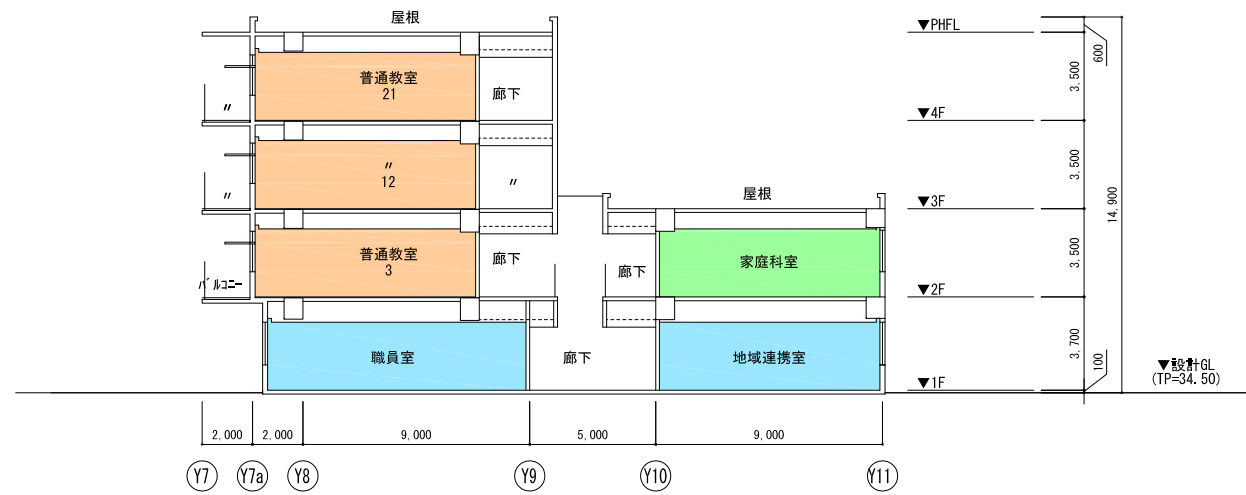 屋根
普通教室
21
廊下
〃
〃
12
〃
〃
普通教室
3
廊下
バルコニー
職員室
廊下
廊下
屋根
家庭科室
地域連携室
▼PHFL
▼4F
▼3F
▼2F
▼1F
600
3,500
3,500
3,500
3,700
100
14,900
▼設計GL
(TP=34.50)
2,000
2,000
9,000
5,000
9,000
Y7
Y7a
Y8
Y9
Y10
Y11